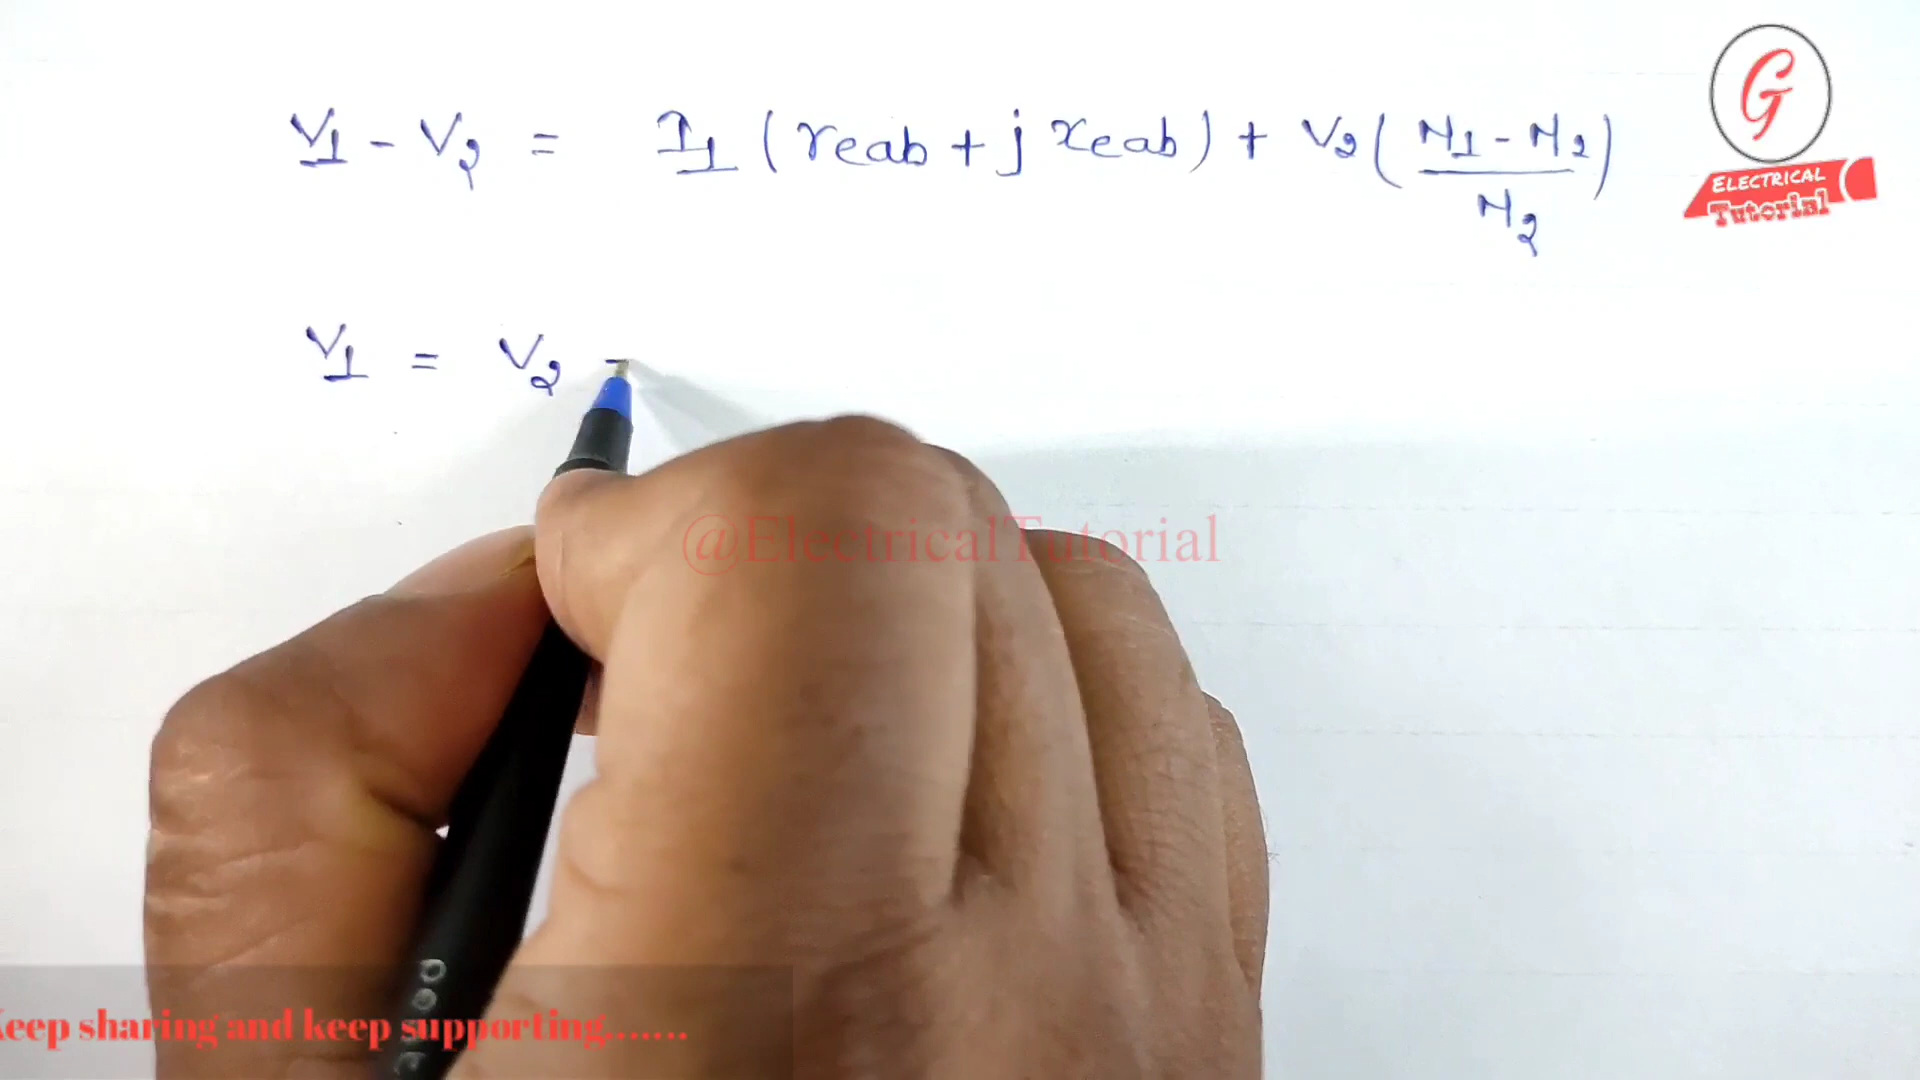 V1 - V2 = I1 (reab + j xeab) + V2 (N1 - N2 / N2)
G
ELECTRICAL
Tutorial
V1 = V2 -
@ElectricalTutorial
Keep sharing and keep supporting.......